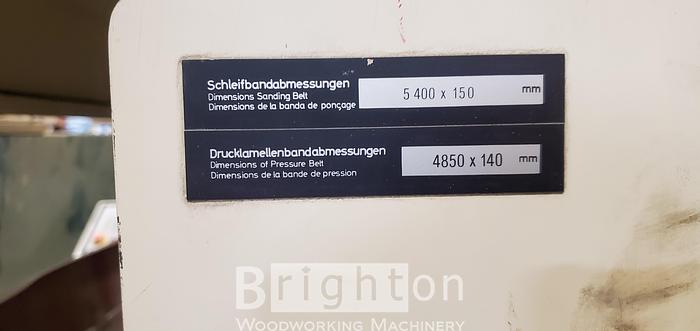 Schleifbandabmessungen
Dimensions Sanding Belt
Dimensions de la banda de ponçage
5 400 x 150 mm
Drucklamellenbandabmessungen
Dimensions of Pressure Belt
Dimensions de la bande de pression
4850 x 140 mm
Brighton
WOODWORKING MACHINERY